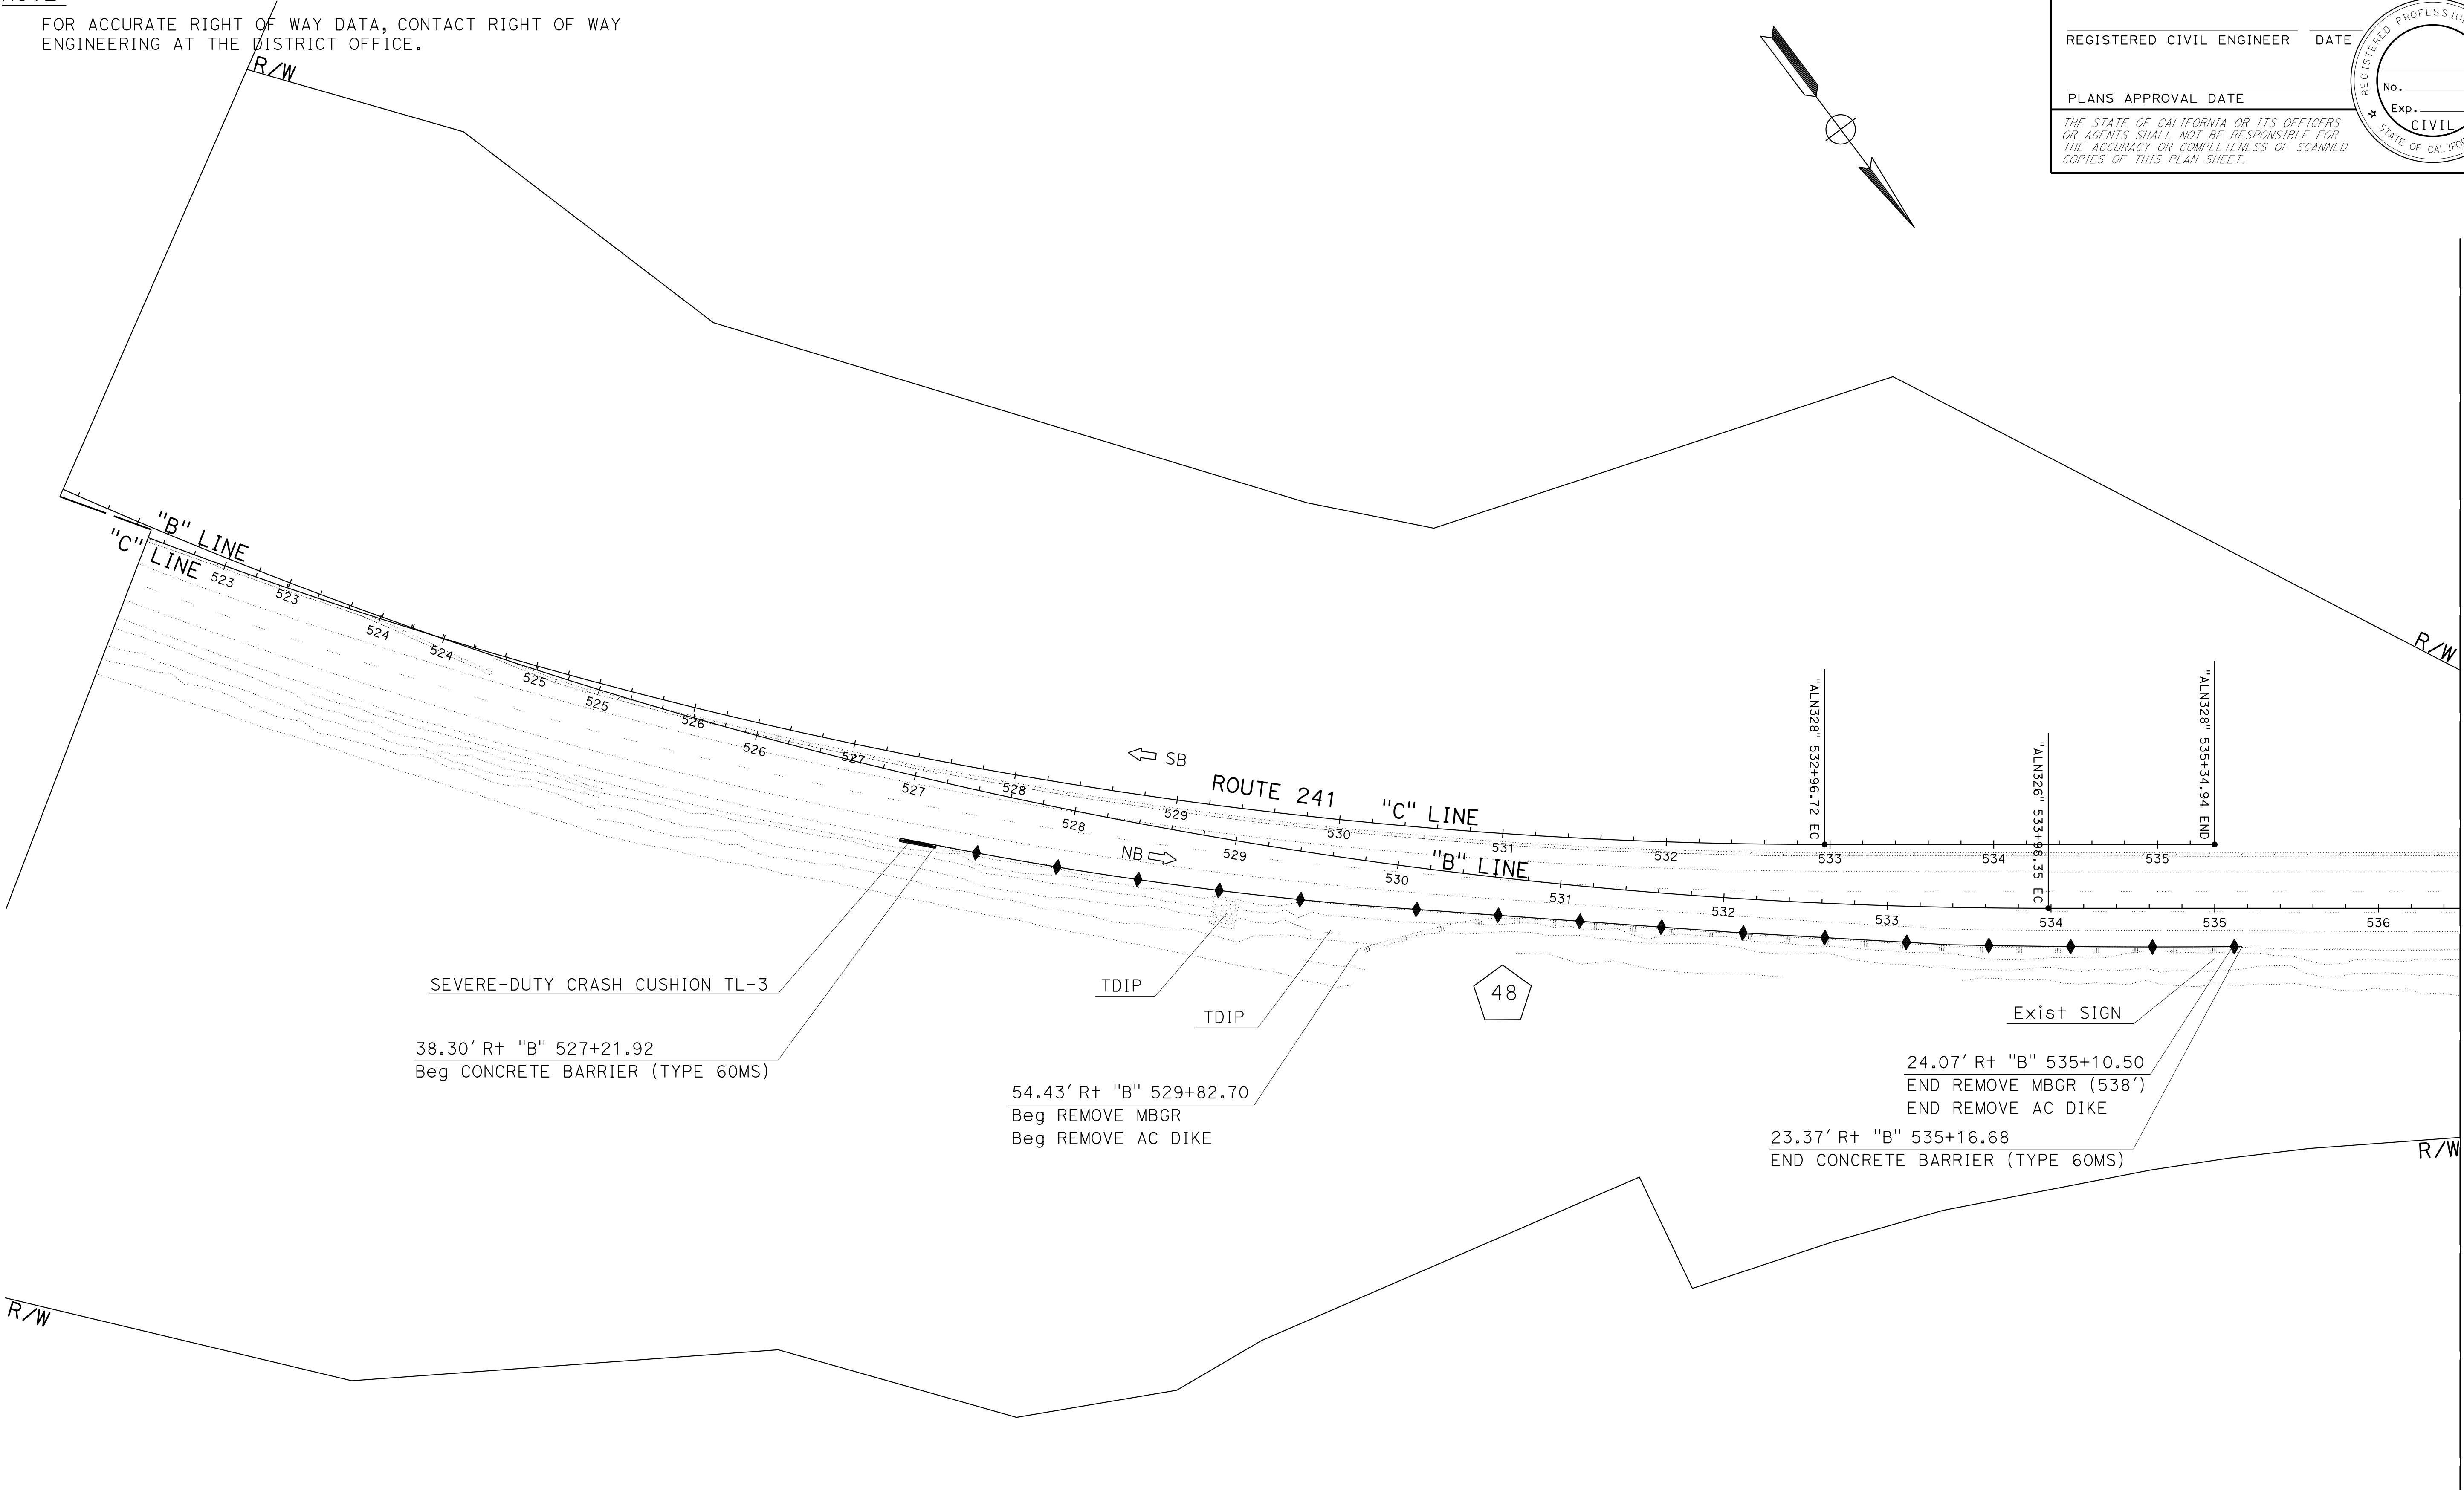 FOR ACCURATE RIGHT OF WAY DATA, CONTACT RIGHT OF WAY
ENGINEERING AT THE DISTRICT OFFICE.
R/W
REGISTERED CIVIL ENGINEER DATE
PLANS APPROVAL DATE
THE STATE OF CALIFORNIA OR ITS OFFICERS
OR AGENTS SHALL NOT BE RESPONSIBLE FOR
THE ACCURACY OR COMPLETENESS OF SCANNED
COPIES OF THIS PLAN SHEET.
REGISTERED PROFESSIO
No.
Exp.
CIVIL
STATE OF CALIFOR
"B" LINE
"C" LINE
523
523
524
524
525
525
526
526
527
527
528
528
529
529
530
530
531
531
532
532
533
533
534
534
535
535
536
SB
ROUTE 241 "C" LINE
NB
"B" LINE
"ALN328" 532+96.72 EC
"ALN326" 533+98.35 EC
"ALN328" 535+34.94 END
R/W
SEVERE-DUTY CRASH CUSHION TL-3
38.30' Rt "B" 527+21.92
Beg CONCRETE BARRIER (TYPE 60MS)
TDIP
TDIP
48
54.43' Rt "B" 529+82.70
Beg REMOVE MBGR
Beg REMOVE AC DIKE
Exist SIGN
24.07' Rt "B" 535+10.50
END REMOVE MBGR (538')
END REMOVE AC DIKE
23.37' Rt "B" 535+16.68
END CONCRETE BARRIER (TYPE 60MS)
R/W
R/W